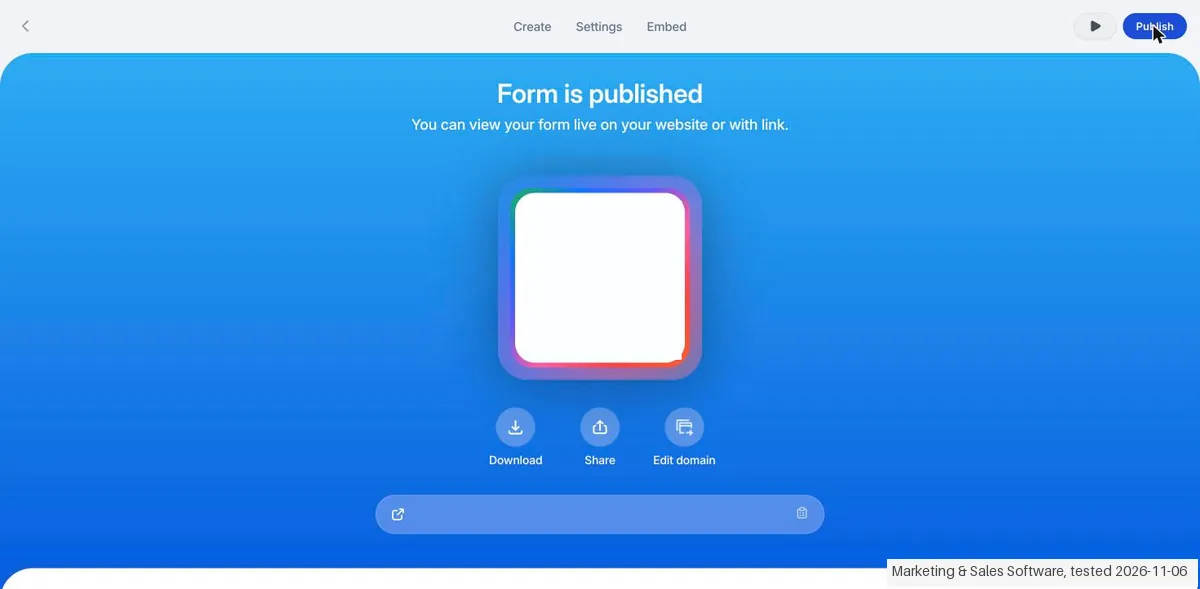 Create Settings Embed Publish
Form is published
You can view your form live on your website or with link.
Download Share Edit domain
Marketing & Sales Software, tested 2026-11-06